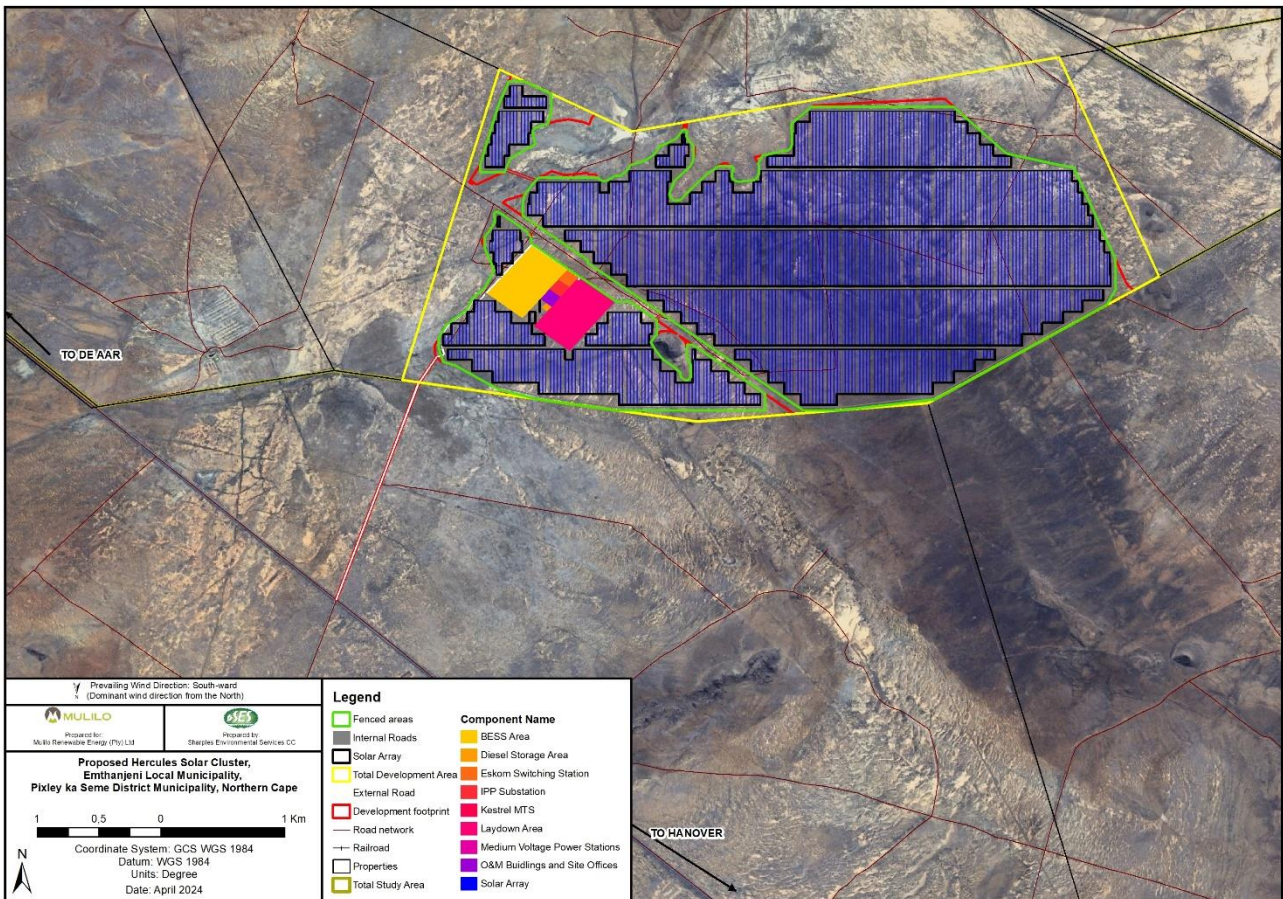 TO DE AAR
TO HANOVER
Prevailing Wind Direction: South-ward
(Dominant wind direction from the North)
MULILO
Prepared for:
Mulilo Renewable Energy (Pty) Ltd
SES
Prepared by:
Sharples Environmental Services CC
Proposed Hercules Solar Cluster,
Emthanjeni Local Municipality,
Pixley ka Seme District Municipality, Northern Cape
1 0,5 0 1 Km
Coordinate System: GCS WGS 1984
Datum: WGS 1984
Units: Degree
Date: April 2024
N
Legend
Fenced areas
Internal Roads
Solar Array
Total Development Area
External Road
Development footprint
Road network
Railroad
Properties
Total Study Area
Component Name
BESS Area
Diesel Storage Area
Eskom Switching Station
IPP Substation
Kestrel MTS
Laydown Area
Medium Voltage Power Stations
O&M Buidlings and Site Offices
Solar Array